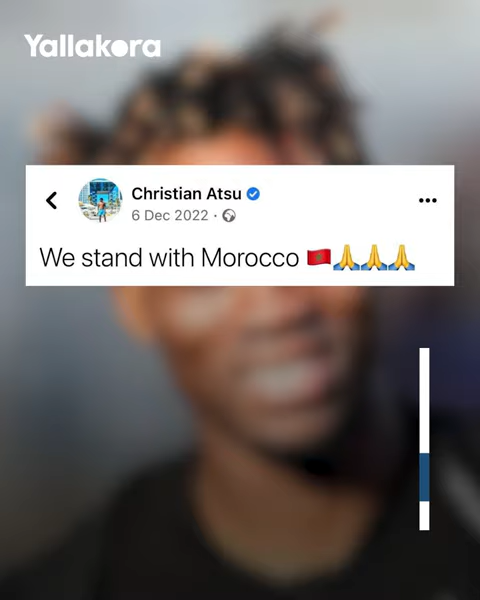 Yallakora
Christian Atsu
6 Dec 2022 ·
We stand with Morocco 🇲🇦🙏🙏🙏